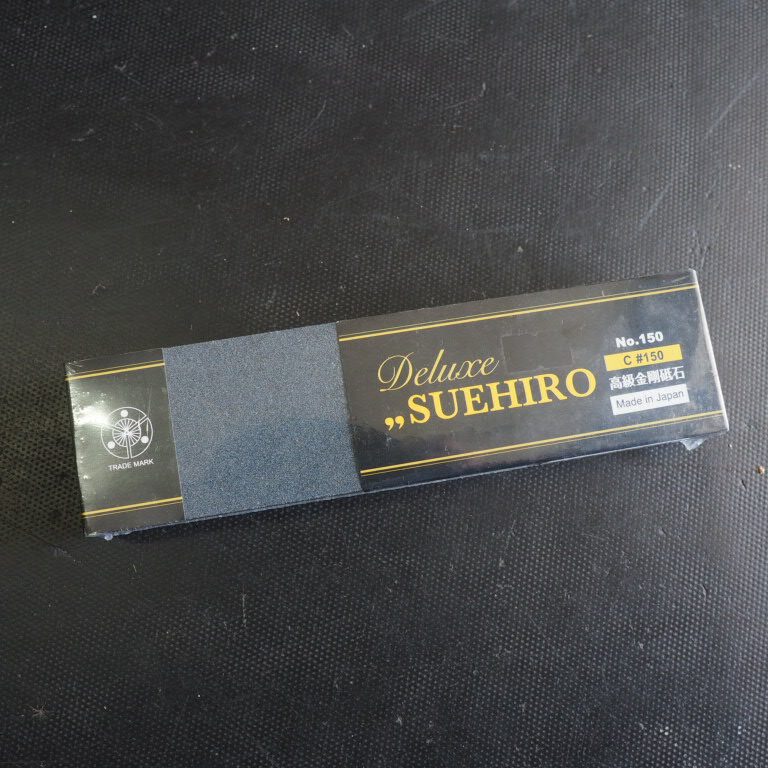 TRADE MARK
Deluxe
„SUEHIRO
No.150
C #150
高級金剛砥石
Made in Japan